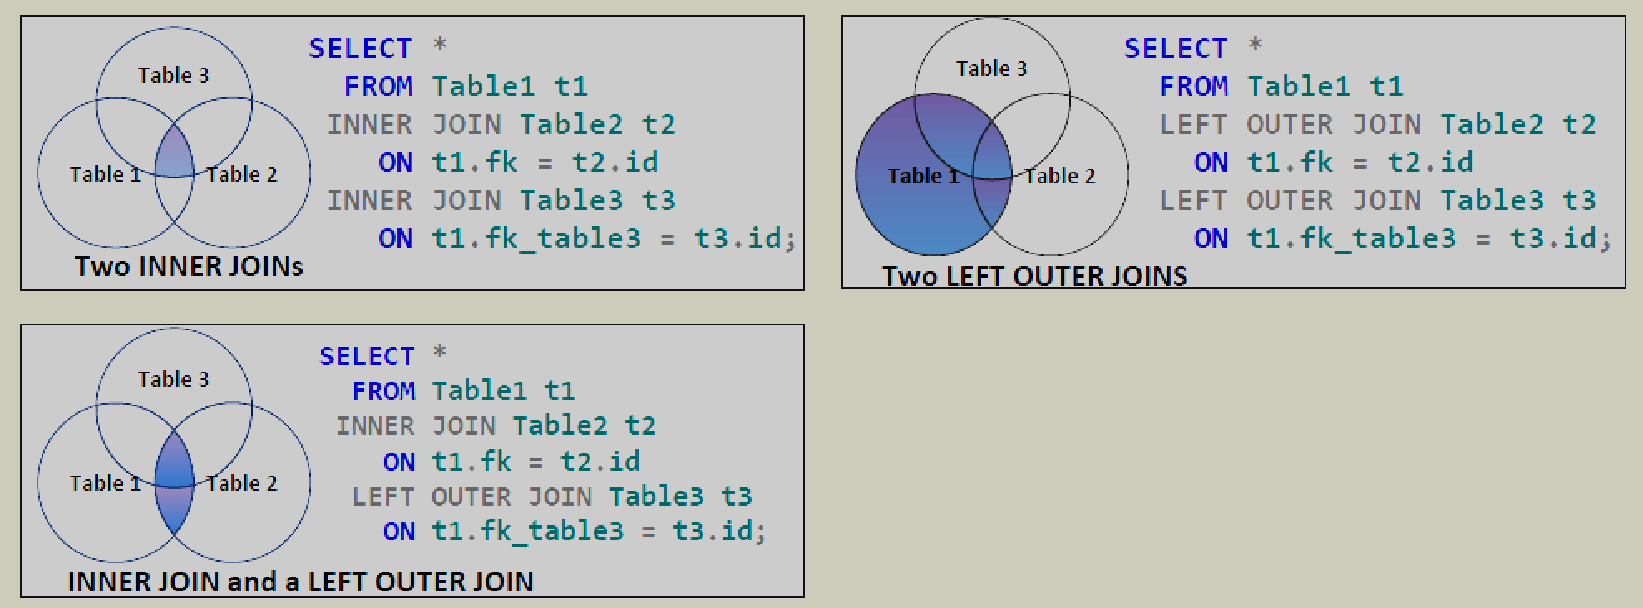 Table 3
Table 1
Table 2
SELECT *
FROM Table1 t1
INNER JOIN Table2 t2
ON t1.fk = t2.id
INNER JOIN Table3 t3
ON t1.fk_table3 = t3.id;
Two INNER JOINs
Table 3
Table 1
Table 2
SELECT *
FROM Table1 t1
LEFT OUTER JOIN Table2 t2
ON t1.fk = t2.id
LEFT OUTER JOIN Table3 t3
ON t1.fk_table3 = t3.id;
Two LEFT OUTER JOINS
Table 3
Table 1
Table 2
SELECT *
FROM Table1 t1
INNER JOIN Table2 t2
ON t1.fk = t2.id
LEFT OUTER JOIN Table3 t3
ON t1.fk_table3 = t3.id;
INNER JOIN and a LEFT OUTER JOIN